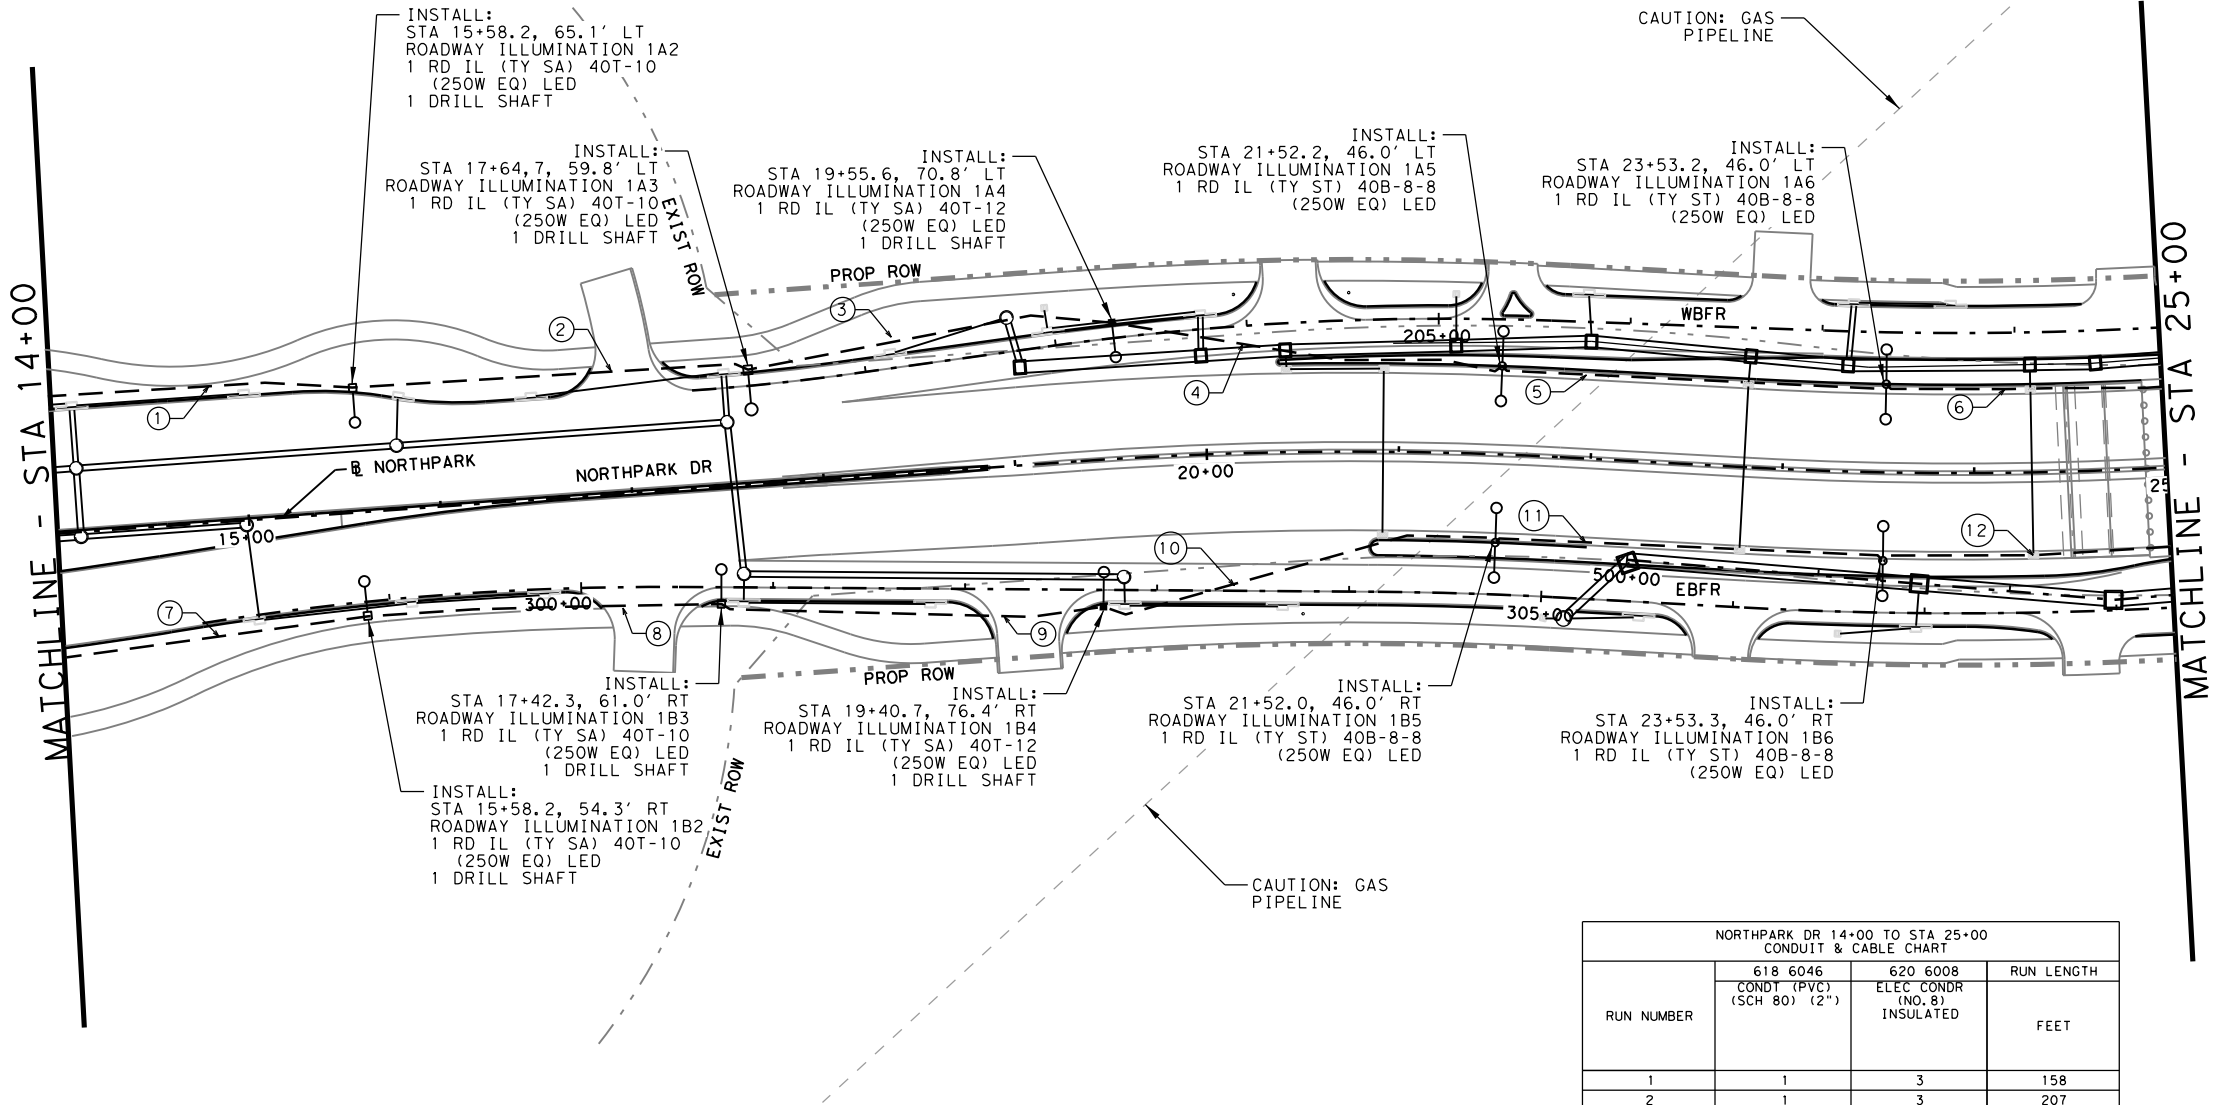 INSTALL:
STA 15+58.2, 65.1' LT
ROADWAY ILLUMINATION 1A2
1 RD IL (TY SA) 40T-10
(250W EQ) LED
1 DRILL SHAFT
CAUTION: GAS
PIPELINE
INSTALL:
STA 17+64,7, 59.8' LT
ROADWAY ILLUMINATION 1A3
1 RD IL (TY SA) 40T-10
(250W EQ) LED
1 DRILL SHAFT
INSTALL:
STA 19+55.6, 70.8' LT
ROADWAY ILLUMINATION 1A4
1 RD IL (TY SA) 40T-12
(250W EQ) LED
1 DRILL SHAFT
INSTALL:
STA 21+52.2, 46.0' LT
ROADWAY ILLUMINATION 1A5
1 RD IL (TY ST) 40B-8-8
(250W EQ) LED
INSTALL:
STA 23+53.2, 46.0' LT
ROADWAY ILLUMINATION 1A6
1 RD IL (TY ST) 40B-8-8
(250W EQ) LED
EXIST ROW
PROP ROW
MATCHLINE - STA 14+00
MATCHLINE - STA 25+00
WBFR
205+00
1
2
3
4
5
6
BL NORTHPARK
NORTHPARK DR
15+00
20+00
25
7
8
9
10
11
12
300+00
500+00
305+00
EBFR
PROP ROW
EXIST ROW
INSTALL:
STA 17+42.3, 61.0' RT
ROADWAY ILLUMINATION 1B3
1 RD IL (TY SA) 40T-10
(250W EQ) LED
1 DRILL SHAFT
INSTALL:
STA 19+40.7, 76.4' RT
ROADWAY ILLUMINATION 1B4
1 RD IL (TY SA) 40T-12
(250W EQ) LED
1 DRILL SHAFT
INSTALL:
STA 21+52.0, 46.0' RT
ROADWAY ILLUMINATION 1B5
1 RD IL (TY ST) 40B-8-8
(250W EQ) LED
INSTALL:
STA 23+53.3, 46.0' RT
ROADWAY ILLUMINATION 1B6
1 RD IL (TY ST) 40B-8-8
(250W EQ) LED
INSTALL:
STA 15+58.2, 54.3' RT
ROADWAY ILLUMINATION 1B2
1 RD IL (TY SA) 40T-10
(250W EQ) LED
1 DRILL SHAFT
CAUTION: GAS
PIPELINE
NORTHPARK DR 14+00 TO STA 25+00
CONDUIT & CABLE CHART
RUN NUMBER
618 6046
CONDT (PVC)
(SCH 80) (2")
620 6008
ELEC CONDR
(NO.8)
INSULATED
RUN LENGTH
FEET
1 1 3 158
2 1 3 207